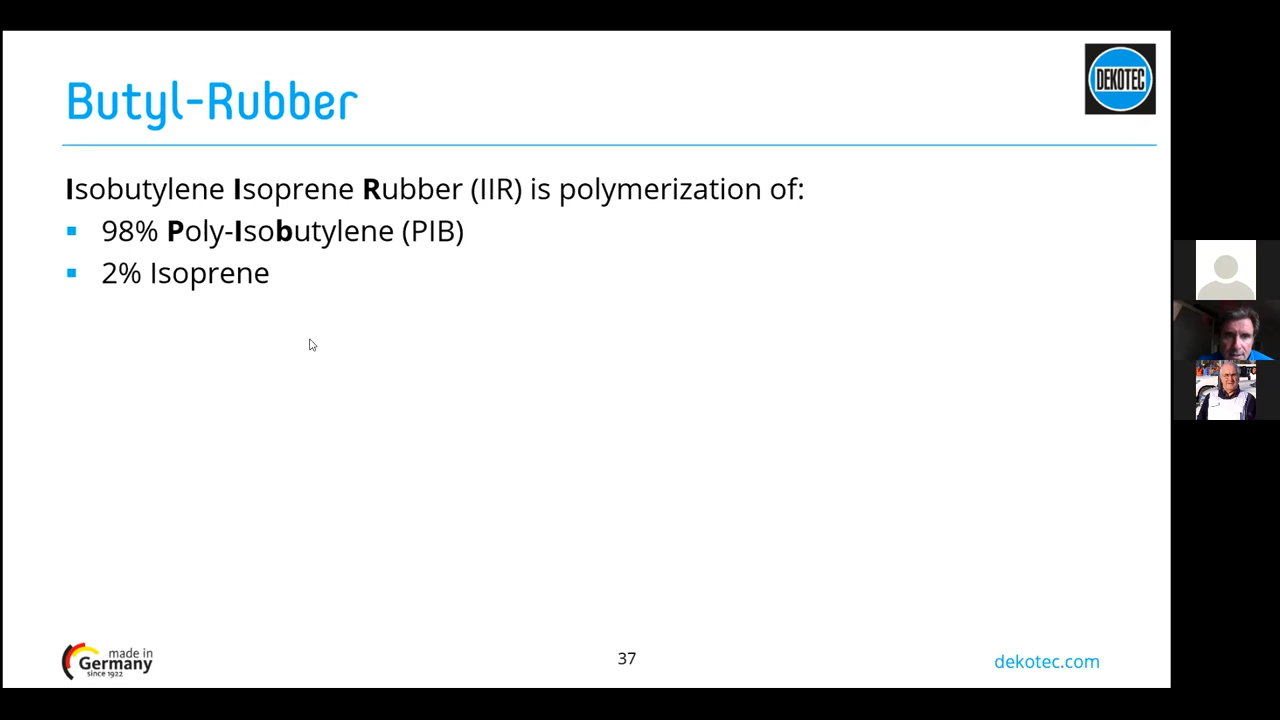 Butyl-Rubber
DEKOTEC
Isobutylene Isoprene Rubber (IIR) is polymerization of:
98% Poly-Isobutylene (PIB)
2% Isoprene
made in
Germany
since 1922
37
dekotec.com